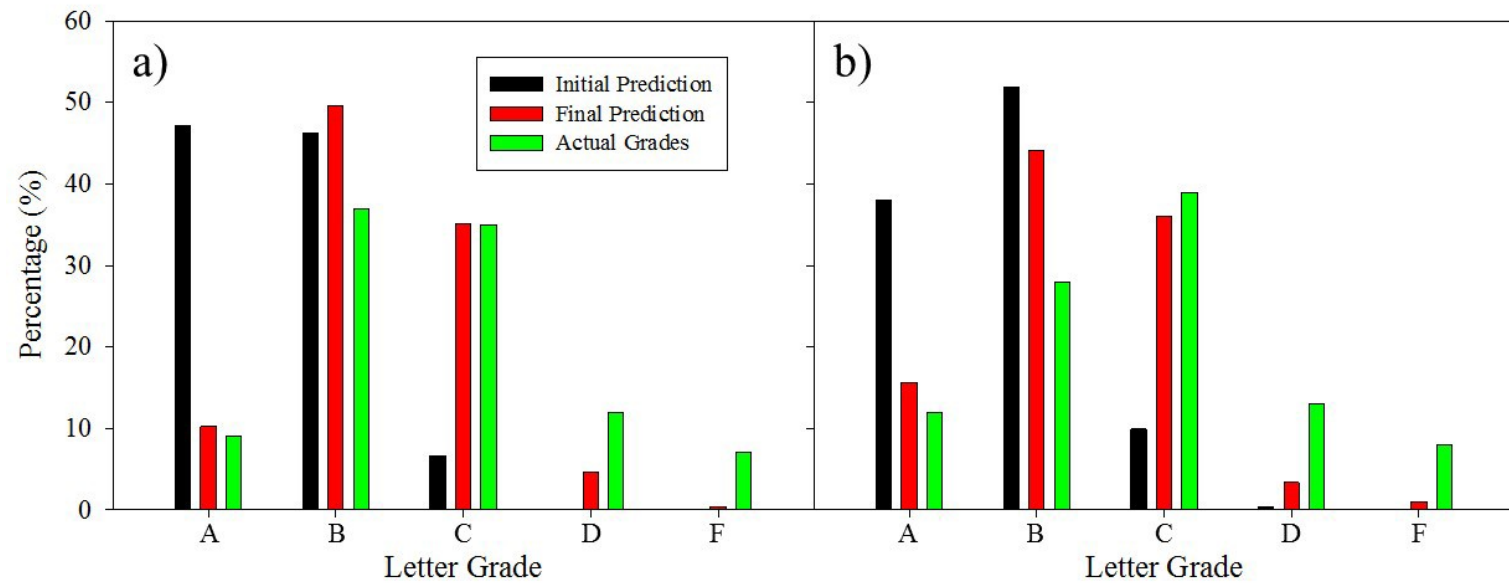 60
50
40
30
20
10
0
Percentage (%)
a)
Initial Prediction
Final Prediction
Actual Grades
A B C D F
Letter Grade
b)
A B C D F
Letter Grade